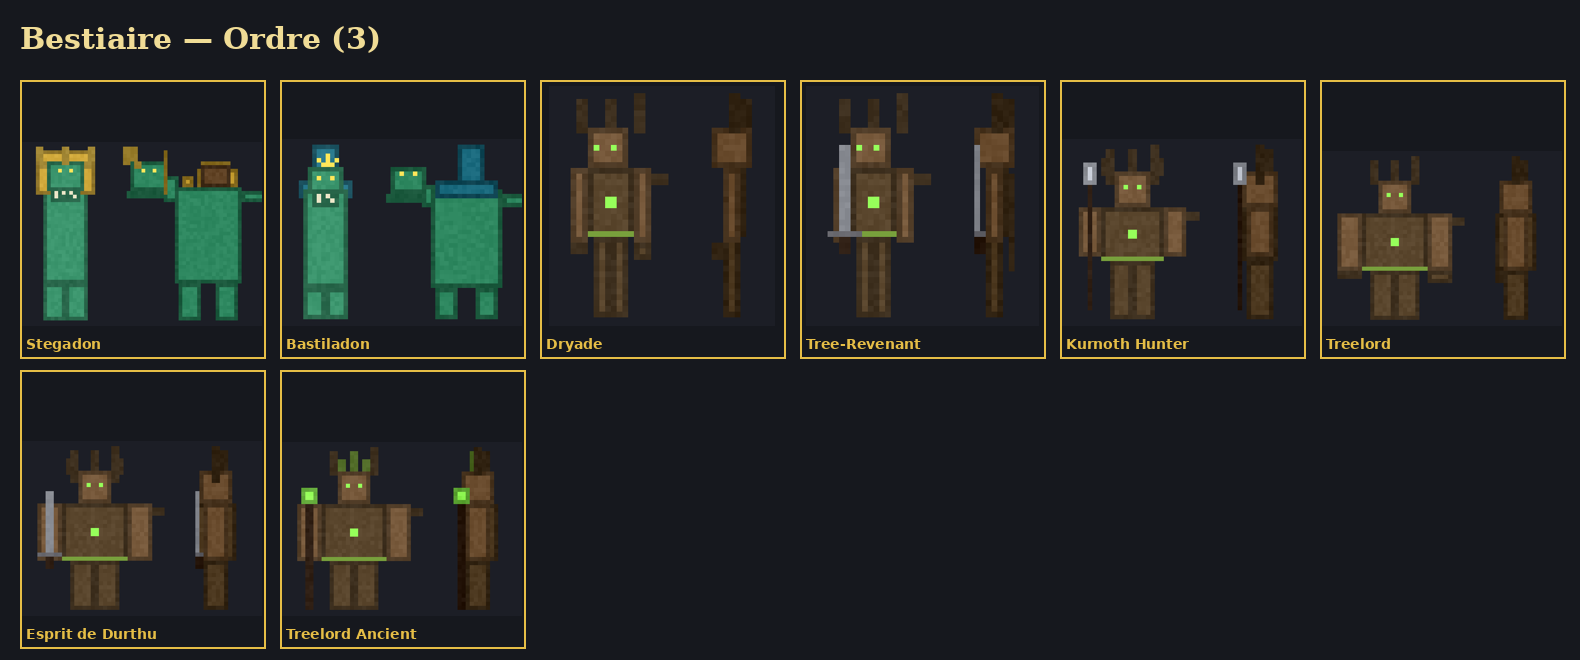 Bestiaire — Ordre (3)
Stegadon
Bastiladon
Dryade
Tree-Revenant
Kurnoth Hunter
Treelord
Esprit de Durthu
Treelord Ancient